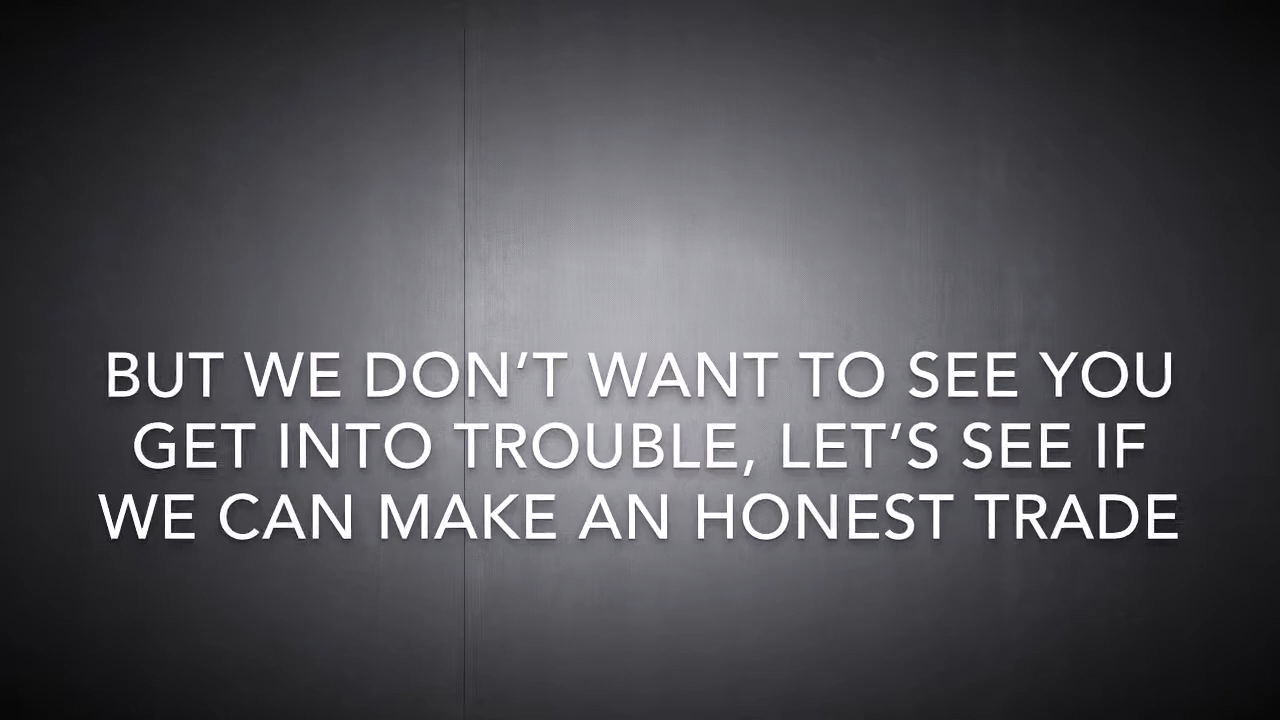 BUT WE DON’T WANT TO SEE YOU
GET INTO TROUBLE, LET’S SEE IF
WE CAN MAKE AN HONEST TRADE